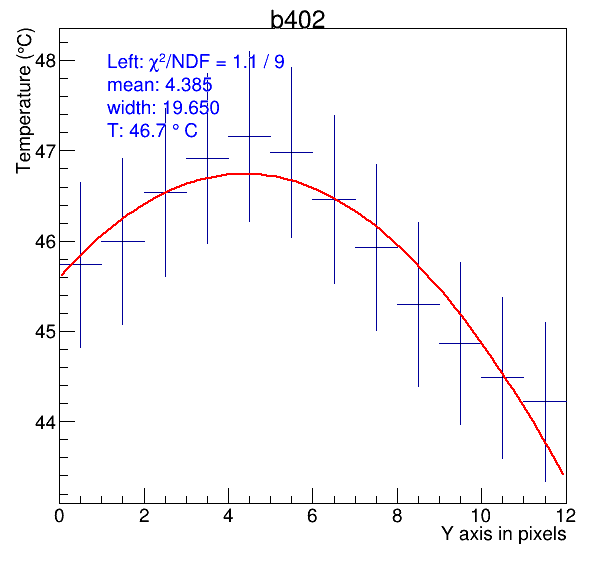 b402
Temperature (°C)
Left: χ²/NDF = 1.1 / 9
mean: 4.385
width: 19.650
T: 46.7 ° C
48
47
46
45
44
0 2 4 6 8 10 12
Y axis in pixels